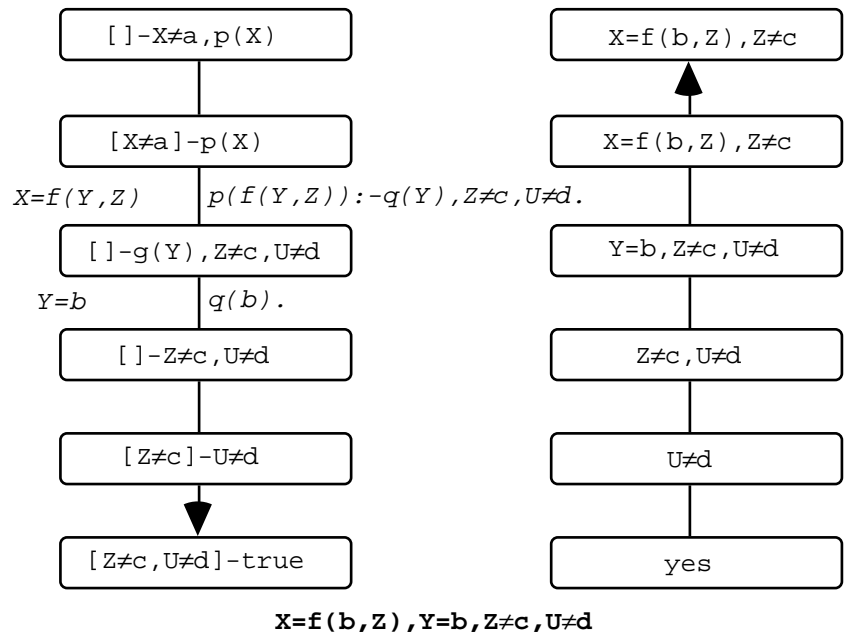 []-X≠a,p(X)
[X≠a]-p(X)
X=f(Y,Z)
p(f(Y,Z)):-q(Y),Z≠c,U≠d.
[]-g(Y),Z≠c,U≠d
Y=b
q(b).
[]-Z≠c,U≠d
[Z≠c]-U≠d
[Z≠c,U≠d]-true
X=f(b,Z),Z≠c
X=f(b,Z),Z≠c
Y=b,Z≠c,U≠d
Z≠c,U≠d
U≠d
yes
X=f(b,Z),Y=b,Z≠c,U≠d